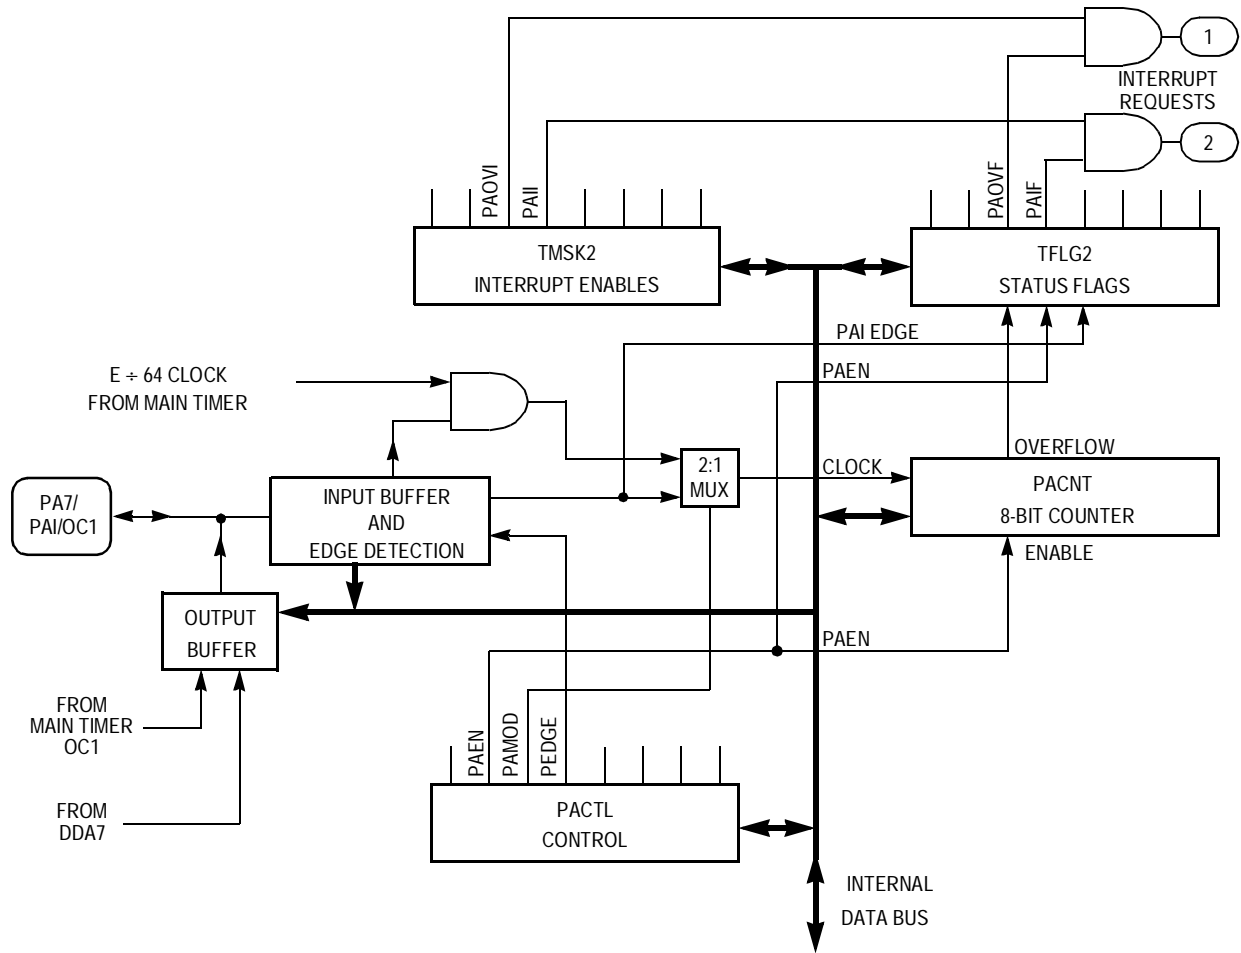 1
INTERRUPT
REQUESTS
2
PAOVI
PAII
PAOVF
PAIF
TMSK2
INTERRUPT ENABLES
TFLG2
STATUS FLAGS
PAI EDGE
E ÷ 64 CLOCK
FROM MAIN TIMER
PAEN
OVERFLOW
2:1
MUX
CLOCK
PACNT
8-BIT COUNTER
ENABLE
PA7/
PAI/OC1
INPUT BUFFER
AND
EDGE DETECTION
OUTPUT
BUFFER
PAEN
FROM
MAIN TIMER
OC1
PAEN
PAMOD
PEDGE
FROM
DDA7
PACTL
CONTROL
INTERNAL
DATA BUS